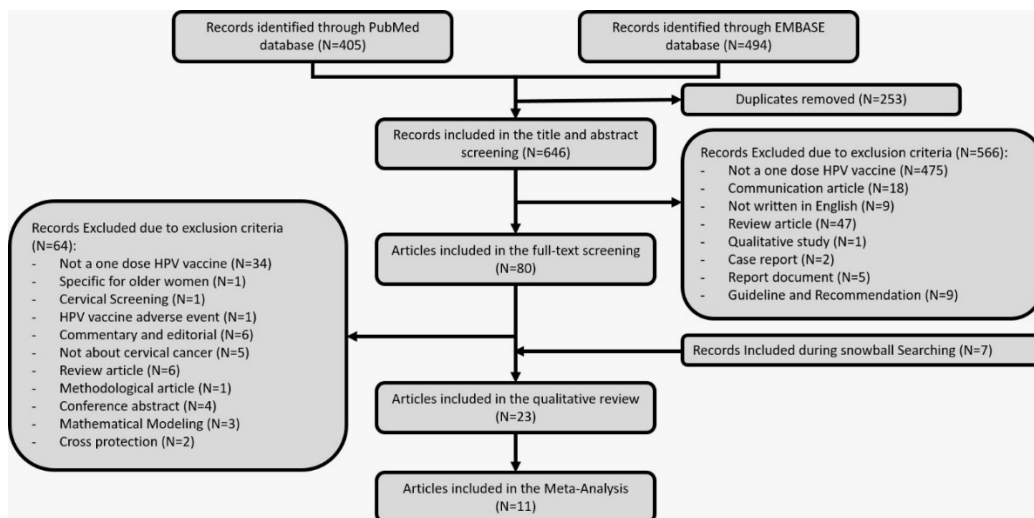 Records identified through PubMed
database (N=405)
Records identified through EMBASE
database (N=494)
Duplicates removed (N=253)
Records included in the title and abstract
screening (N=646)
Records Excluded due to exclusion criteria (N=566):
- Not a one dose HPV vaccine (N=475)
- Communication article (N=18)
- Not written in English (N=9)
- Review article (N=47)
- Qualitative study (N=1)
- Case report (N=2)
- Report document (N=5)
- Guideline and Recommendation (N=9)
Records Excluded due to exclusion criteria
(N=64):
- Not a one dose HPV vaccine (N=34)
- Specific for older women (N=1)
- Cervical Screening (N=1)
- HPV vaccine adverse event (N=1)
- Commentary and editorial (N=6)
- Not about cervical cancer (N=5)
- Review article (N=6)
- Methodological article (N=1)
- Conference abstract (N=4)
- Mathematical Modeling (N=3)
- Cross protection (N=2)
Articles included in the full-text screening
(N=80)
Records Included during snowball Searching (N=7)
Articles included in the qualitative review
(N=23)
Articles included in the Meta-Analysis
(N=11)